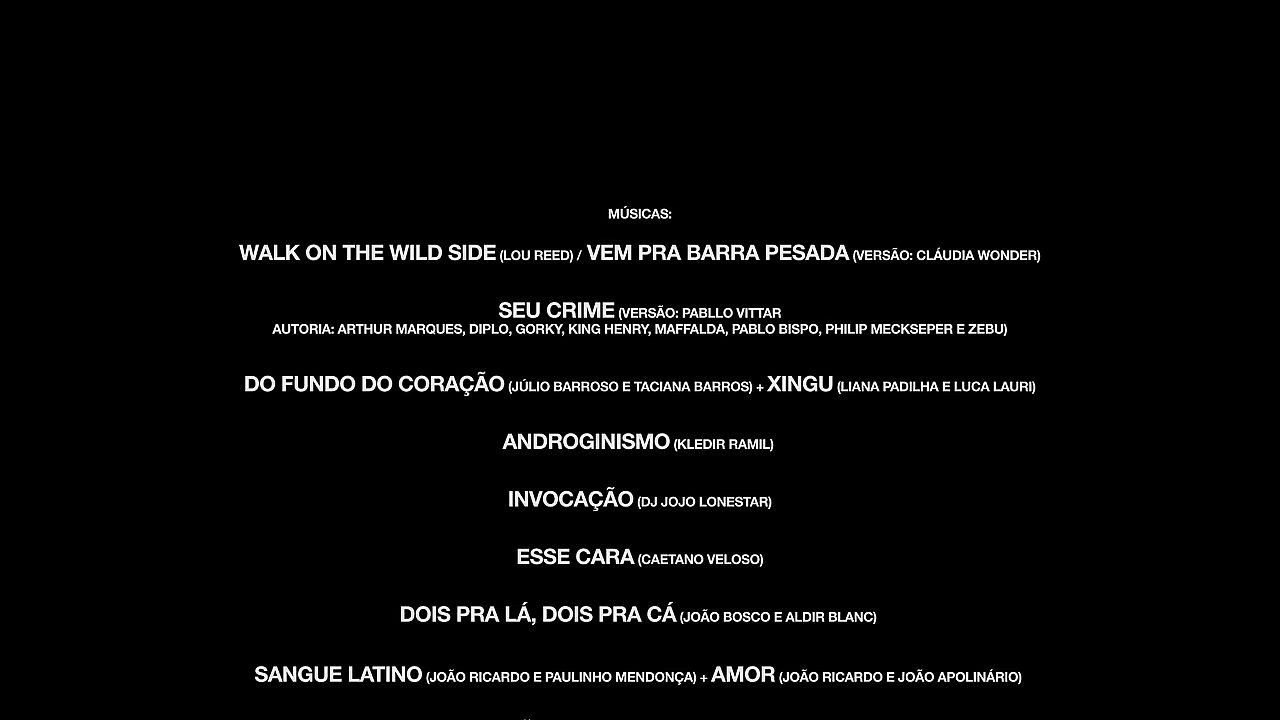 MÚSICAS:
WALK ON THE WILD SIDE (LOU REED) / VEM PRA BARRA PESADA (VERSÃO: CLÁUDIA WONDER)
SEU CRIME (VERSÃO: PABLLO VITTAR
AUTORIA: ARTHUR MARQUES, DIPLO, GORKY, KING HENRY, MAFFALDA, PABLO BISPO, PHILIP MECKSEPER E ZEBU)
DO FUNDO DO CORAÇÃO (JÚLIO BARROSO E TACIANA BARROS) + XINGU (LIANA PADILHA E LUCA LAURI)
ANDROGINISMO (KLEDIR RAMIL)
INVOCAÇÃO (DJ JOJO LONESTAR)
ESSE CARA (CAETANO VELOSO)
DOIS PRA LÁ, DOIS PRA CÁ (JOÃO BOSCO E ALDIR BLANC)
SANGUE LATINO (JOÃO RICARDO E PAULINHO MENDONÇA) + AMOR (JOÃO RICARDO E JOÃO APOLINÁRIO)